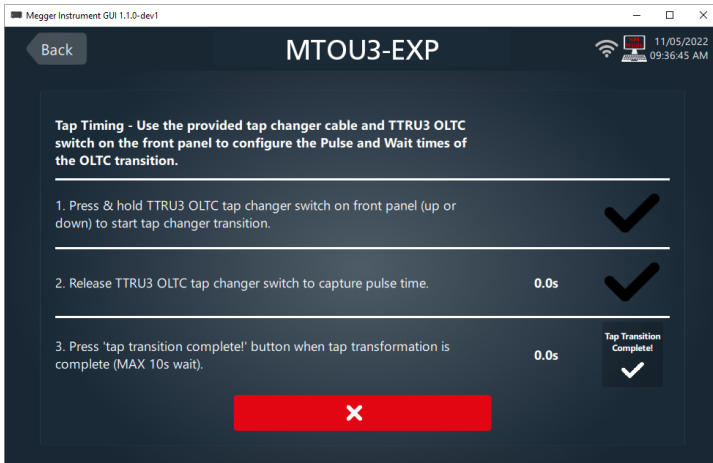 Megger Instrument GUI 1.1.0-dev1
Back
MTOU3-EXP
11/05/2022
09:36:45 AM
Tap Timing - Use the provided tap changer cable and TTRU3 OLTC
switch on the front panel to configure the Pulse and Wait times of
the OLTC transition.
1. Press & hold TTRU3 OLTC tap changer switch on front panel (up or
down) to start tap changer transition.
2. Release TTRU3 OLTC tap changer switch to capture pulse time.
0.0s
3. Press 'tap transition complete!' button when tap transformation is
complete (MAX 10s wait).
0.0s
Tap Transition
Complete!